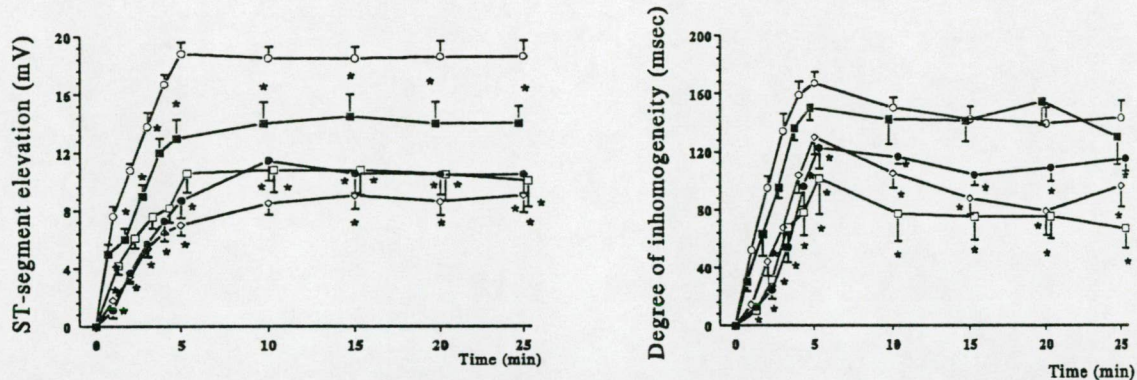 ST-segment elevation (mV)
20
16
12
8
4
0
0 5 10 15 20 25
Time (min)
Degree of inhomogeneity (msec)
200
160
120
80
40
0
0 5 10 15 20 25
Time (min)